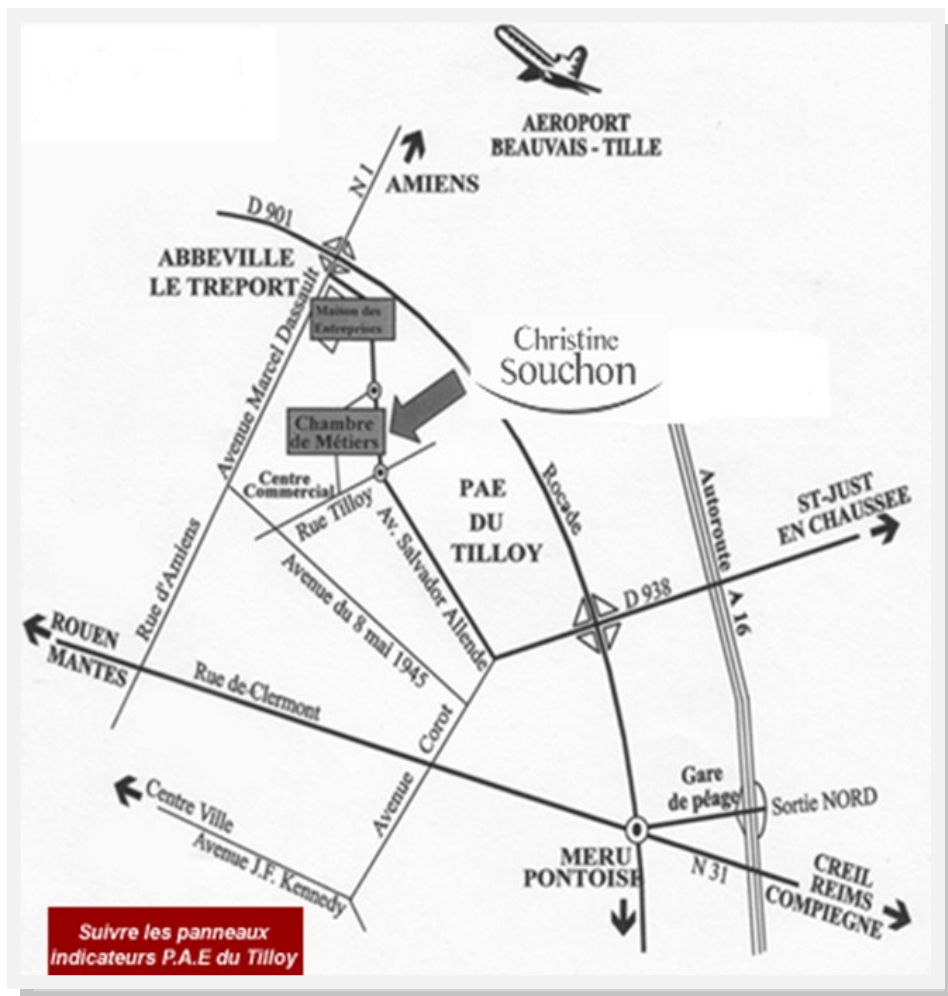 AEROPORT
BEAUVAIS - TILLE
N 1
AMIENS
D 901
ABBEVILLE
LE TREPORT
Avenue Marcel Dassault
Maison des
Entreprises
Christine
Souchon
Chambre
de Métiers
Centre
Commercial
Rue Tilloy
PAE
DU
TILLOY
Rocade
Autoroute A 16
ST-JUST
EN CHAUSSEE
Av. Salvador Allende
Rue d'Amiens
Avenue du 8 mai 1945
D 938
ROUEN
MANTES
Rue de Clermont
Avenue Corot
Gare
de péage
Sortie NORD
Centre Ville
Avenue J.F. Kennedy
MERU
PONTOISE
N 31
CREIL
REIMS
COMPIEGNE
Suivre les panneaux
indicateurs P.A.E du Tilloy